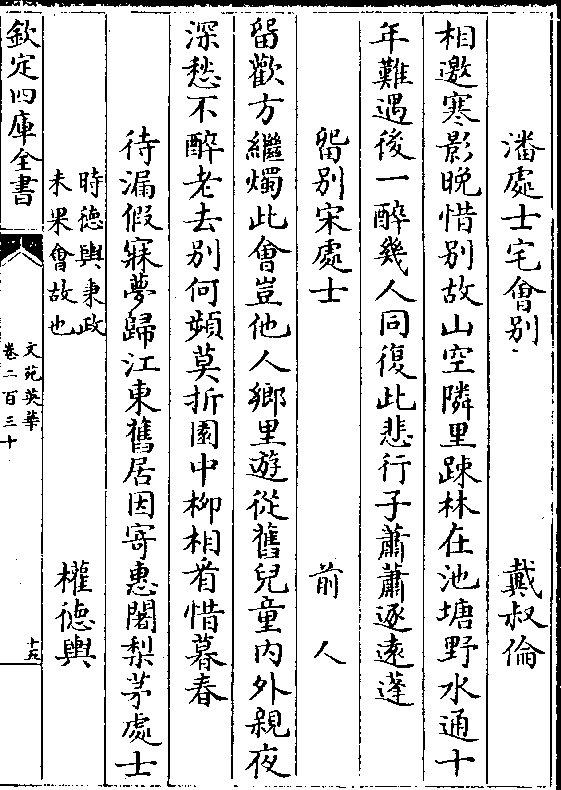 潘處士宅會别 戴叔倫
相邀寒影晚惜别故山空隣里踈林在池塘野水通十
年難遇後一醉幾人同復此悲行子蕭蕭逐遠蓬
留别宋處士 前人
留歡方繼燭此會豈他人鄉里遊從舊兒童内外親夜
深愁不醉老去别何頻莫折園中柳相看惜暮春
待漏假寐夢歸江東舊居因寄惠闍梨茅處士
時德輿秉政
未果會故也 權德輿
欽定四庫全書
文苑英華
卷二百三十
十五